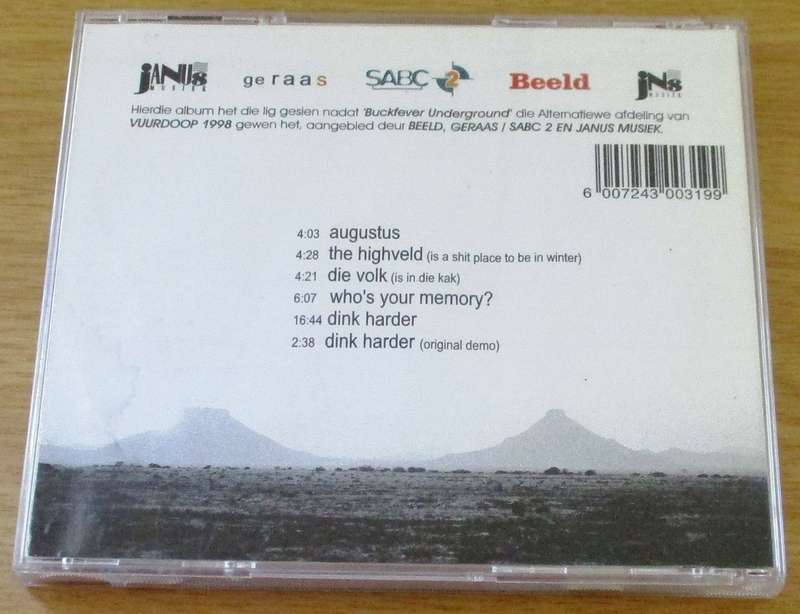 JANUS MUSIEK
geraas
SABC 2
Beeld
JNS MUSIEK
Hierdie album het die lig gesien nadat 'Buckfever Underground' die Alternatiewe afdeling van
VUURDOOP 1998 gewen het, aangebied deur BEELD, GERAAS / SABC 2 EN JANUS MUSIEK.
6 007243 003199
4:03 augustus
4:28 the highveld (is a shit place to be in winter)
4:21 die volk (is in die kak)
6:07 who's your memory?
16:44 dink harder
2:38 dink harder (original demo)